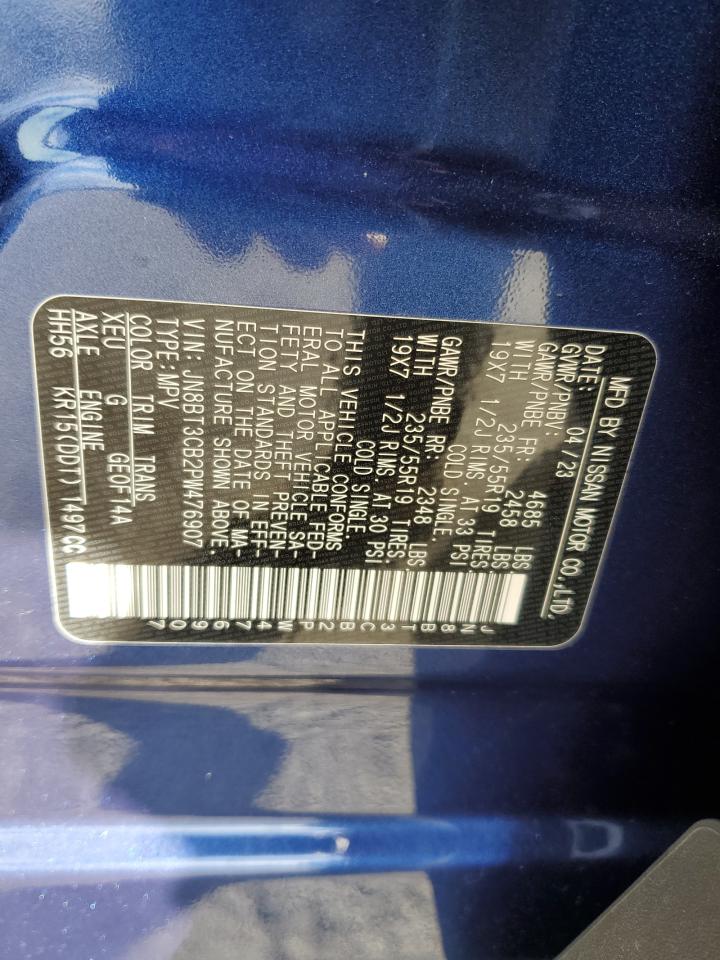 MFD BY NISSAN MOTOR CO.,LTD.
DATE: 04/23
GVWR/PNBV: 4665 LBS
GAWR/PNBE FR: 2458 LBS
WITH 235/55R19 TIRES
19X7 1/2J RIMS AT 33 PSI
COLD SINGLE
GAWR/PNBE RR: 2348 LBS.
WITH 235/55R19 TIRES:
19X7 1/2J RIMS. AT 30 PSI
COLD SINGLE.
THIS VEHICLE CONFORMS
TO ALL APPLICABLE FED-
ERAL MOTOR VEHICLE SA-
FETY AND THEFT PREVEN-
TION STANDARDS IN EFF-
ECT ON THE DATE OF MA-
NUFACTURE SHOWN ABOVE.
VIN: JN8BT3CB2PW476907
TYPE:MPV
COLOR TRIM TRANS
XEU G GE0F14A
AXLE ENGINE
HH56 KR15(DDT) 1497CC
JN8BT3CB2PW476907